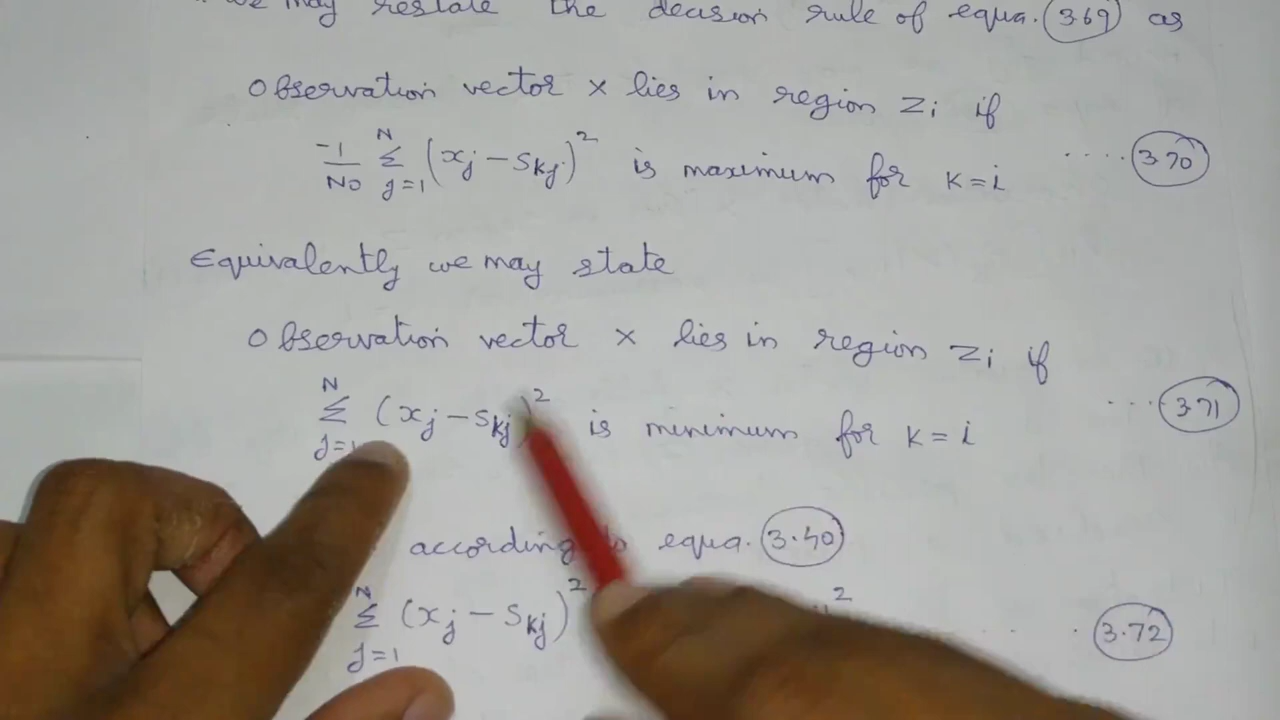 we may restate the decision rule of equa. (3.69) as
Observation vector x lies in region Zi if
-1/No Σ_{j=1}^{N} (xj - Skj)² is maximum for k=i ..... (3.70)
Equivalently we may state
Observation vector x lies in region Zi if
Σ_{j=1}^{N} (xj - Skj)² is minimum for k = i ... (3.71)
according to equa. (3.40)
Σ_{j=1}^{N} (xj - Skj)² 2 . . (3.72)